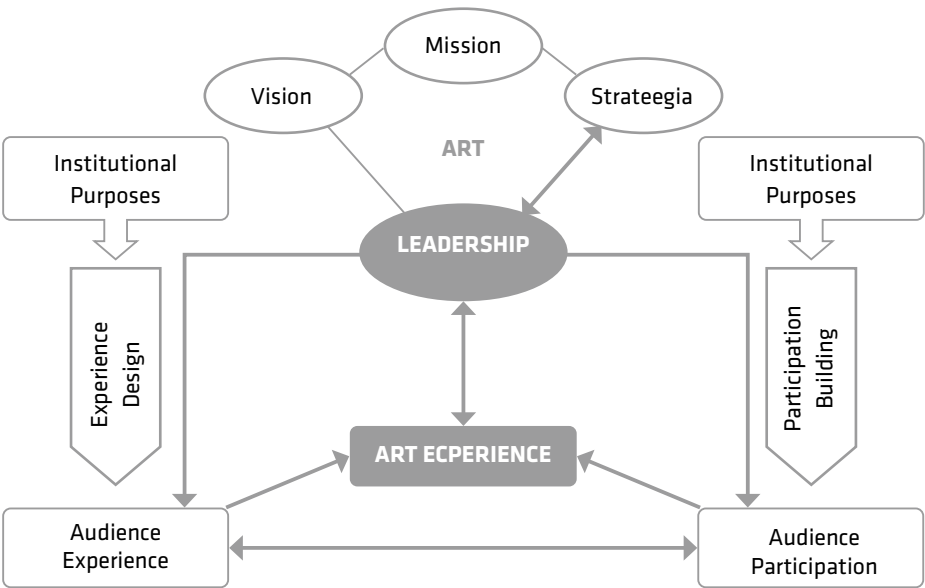 Mission
Vision
Strateegia
ART
Institutional
Purposes
Institutional
Purposes
LEADERSHIP
Experience
Design
Participation
Building
ART ECPERIENCE
Audience
Experience
Audience
Participation